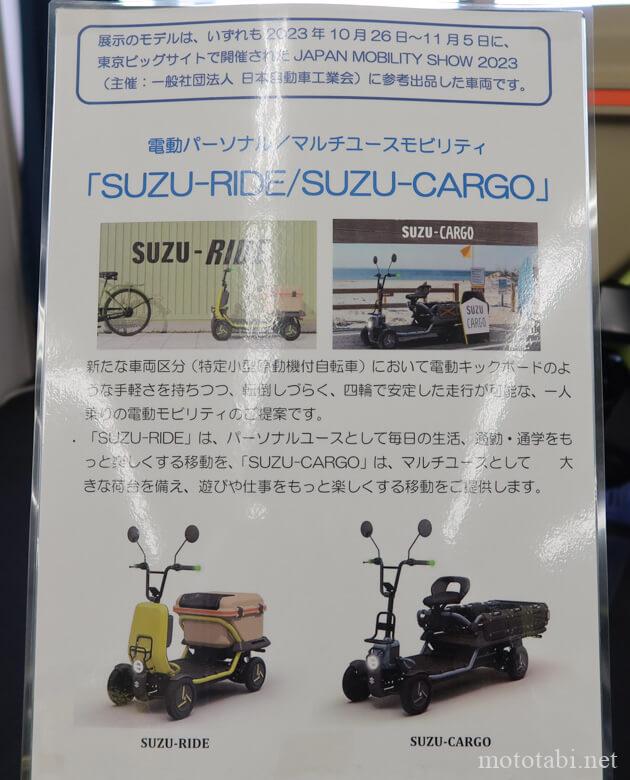 展示のモデルは、いずれも2023年10月26日～11月5日に、
東京ビッグサイトで開催されたJAPAN MOBILITY SHOW 2023
（主催：一般社団法人 日本自動車工業会）に参考出品した車両です。
電動パーソナル／マルチユースモビリティ
「SUZU-RIDE/SUZU-CARGO」
SUZU-RIDE
SUZU-CARGO
SUZU
CARGO
新たな車両区分（特定小型原動機付自転車）において電動キックボードのよ
うな手軽さを持ちつつ、転倒しづらく、四輪で安定した走行が可能な、一人
乗りの電動モビリティのご提案です。
．「SUZU-RIDE」は、パーソナルユースとして毎日の生活、通勤・通学をも
っと楽しくする移動を、「SUZU-CARGO」は、マルチユースとして 大
きな荷台を備え、遊びや仕事をもっと楽しくする移動をご提供します。
SUZU-RIDE
SUZU-CARGO
mototabi.net